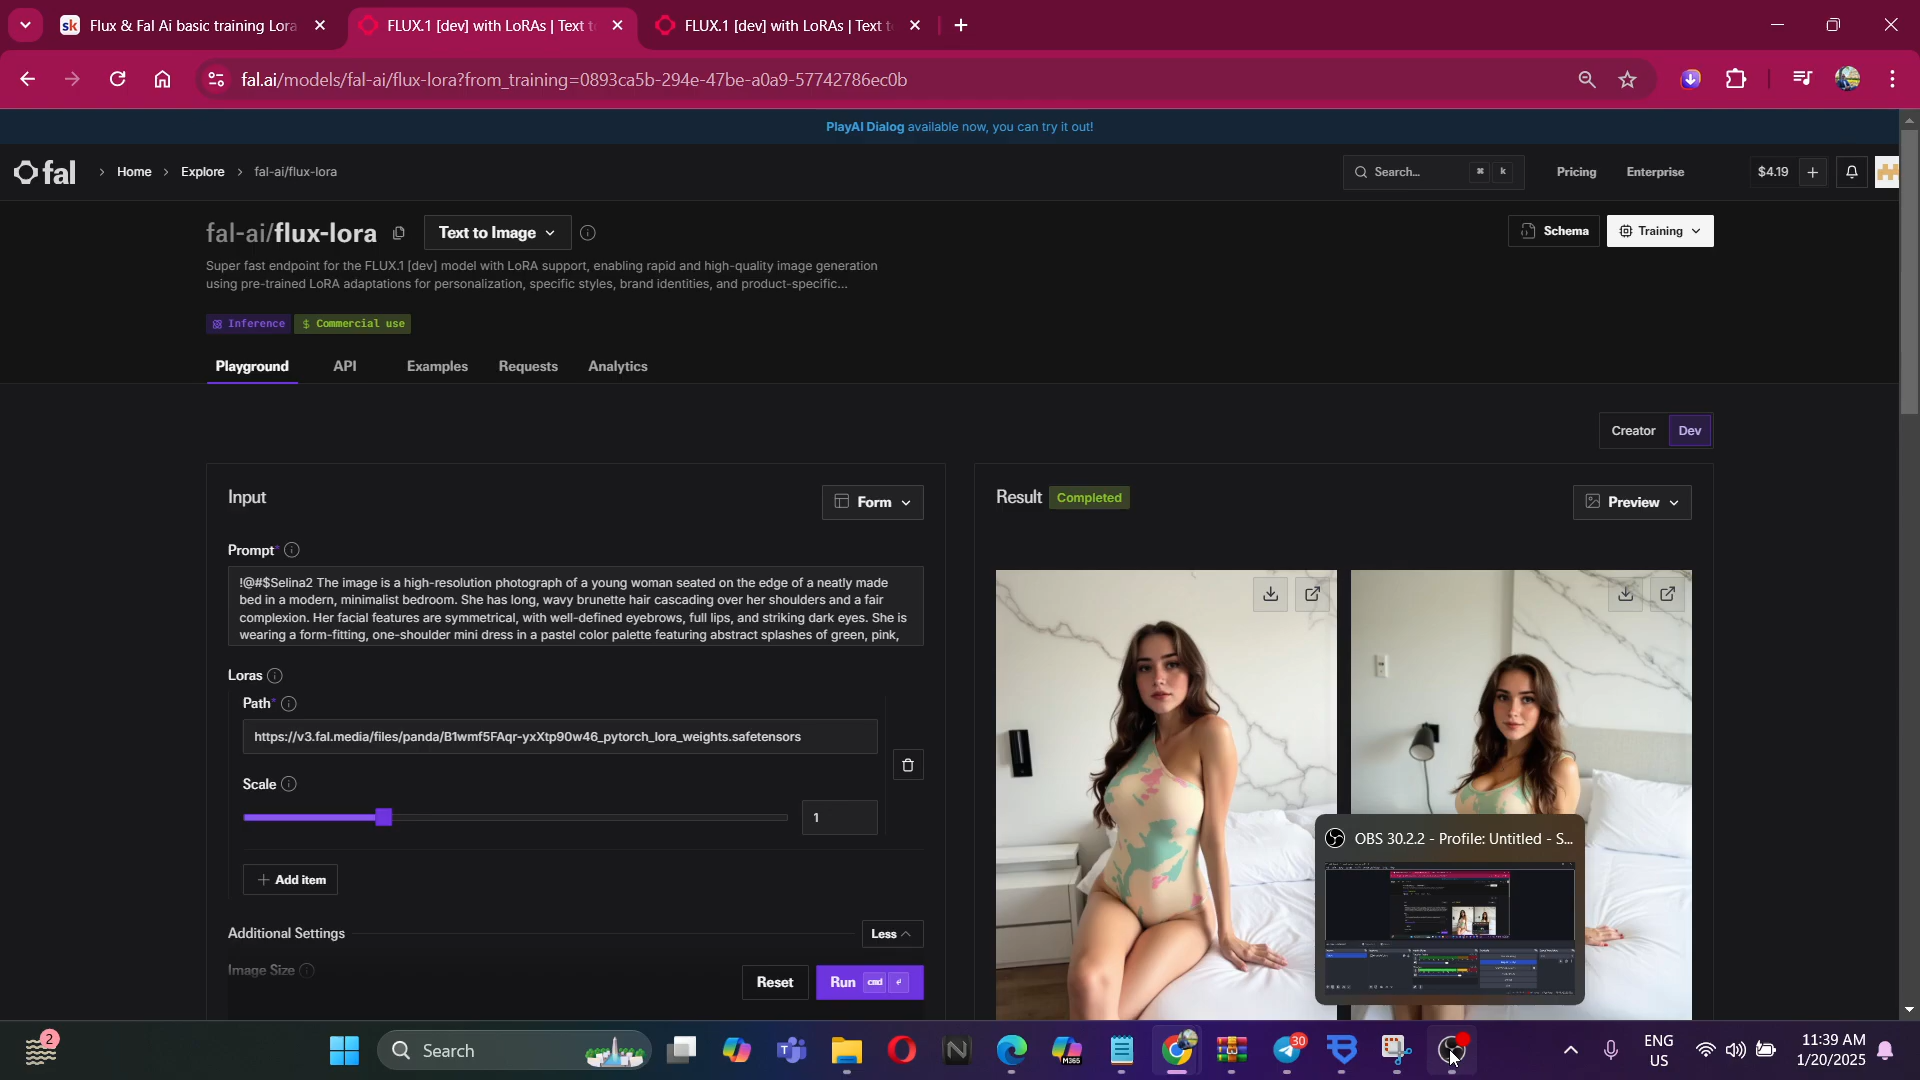 Flux & Fal Ai basic training Lora
FLUX.1 [dev] with LoRAs | Text t
FLUX.1 [dev] with LoRAs | Text t
fal.ai/models/fal-ai/flux-lora?from_training=0893ca5b-294e-47be-a0a9-57742786ec0b
PlayAI Dialog available now, you can try it out!
fal
Home
Explore
fal-ai/flux-lora
Search...
⌘ k
Pricing
Enterprise
$4.19
fal-ai/flux-lora
Text to Image
Schema
Training
Super fast endpoint for the FLUX.1 [dev] model with LoRA support, enabling rapid and high-quality image generation
using pre-trained LoRA adaptations for personalization, specific styles, brand identities, and product-specific...
Inference
Commercial use
Playground
API
Examples
Requests
Analytics
Creator
Dev
Input
Form
Result
Completed
Preview
Prompt*
!@#$Selina2 The image is a high-resolution photograph of a young woman seated on the edge of a neatly made
bed in a modern, minimalist bedroom. She has long, wavy brunette hair cascading over her shoulders and a fair
complexion. Her facial features are symmetrical, with well-defined eyebrows, full lips, and striking dark eyes. She is
wearing a form-fitting, one-shoulder mini dress in a pastel color palette featuring abstract splashes of green, pink,
Loras
Path*
https://v3.fal.media/files/panda/B1wmf5FAqr-yxXtp90w46_pytorch_lora_weights.safetensors
Scale
1
Add item
OBS 30.2.2 - Profile: Untitled - S...
Additional Settings
Less
Image Size
Reset
Run cmd
2
Search
M365
30
ENG
US
11:39 AM
1/20/2025